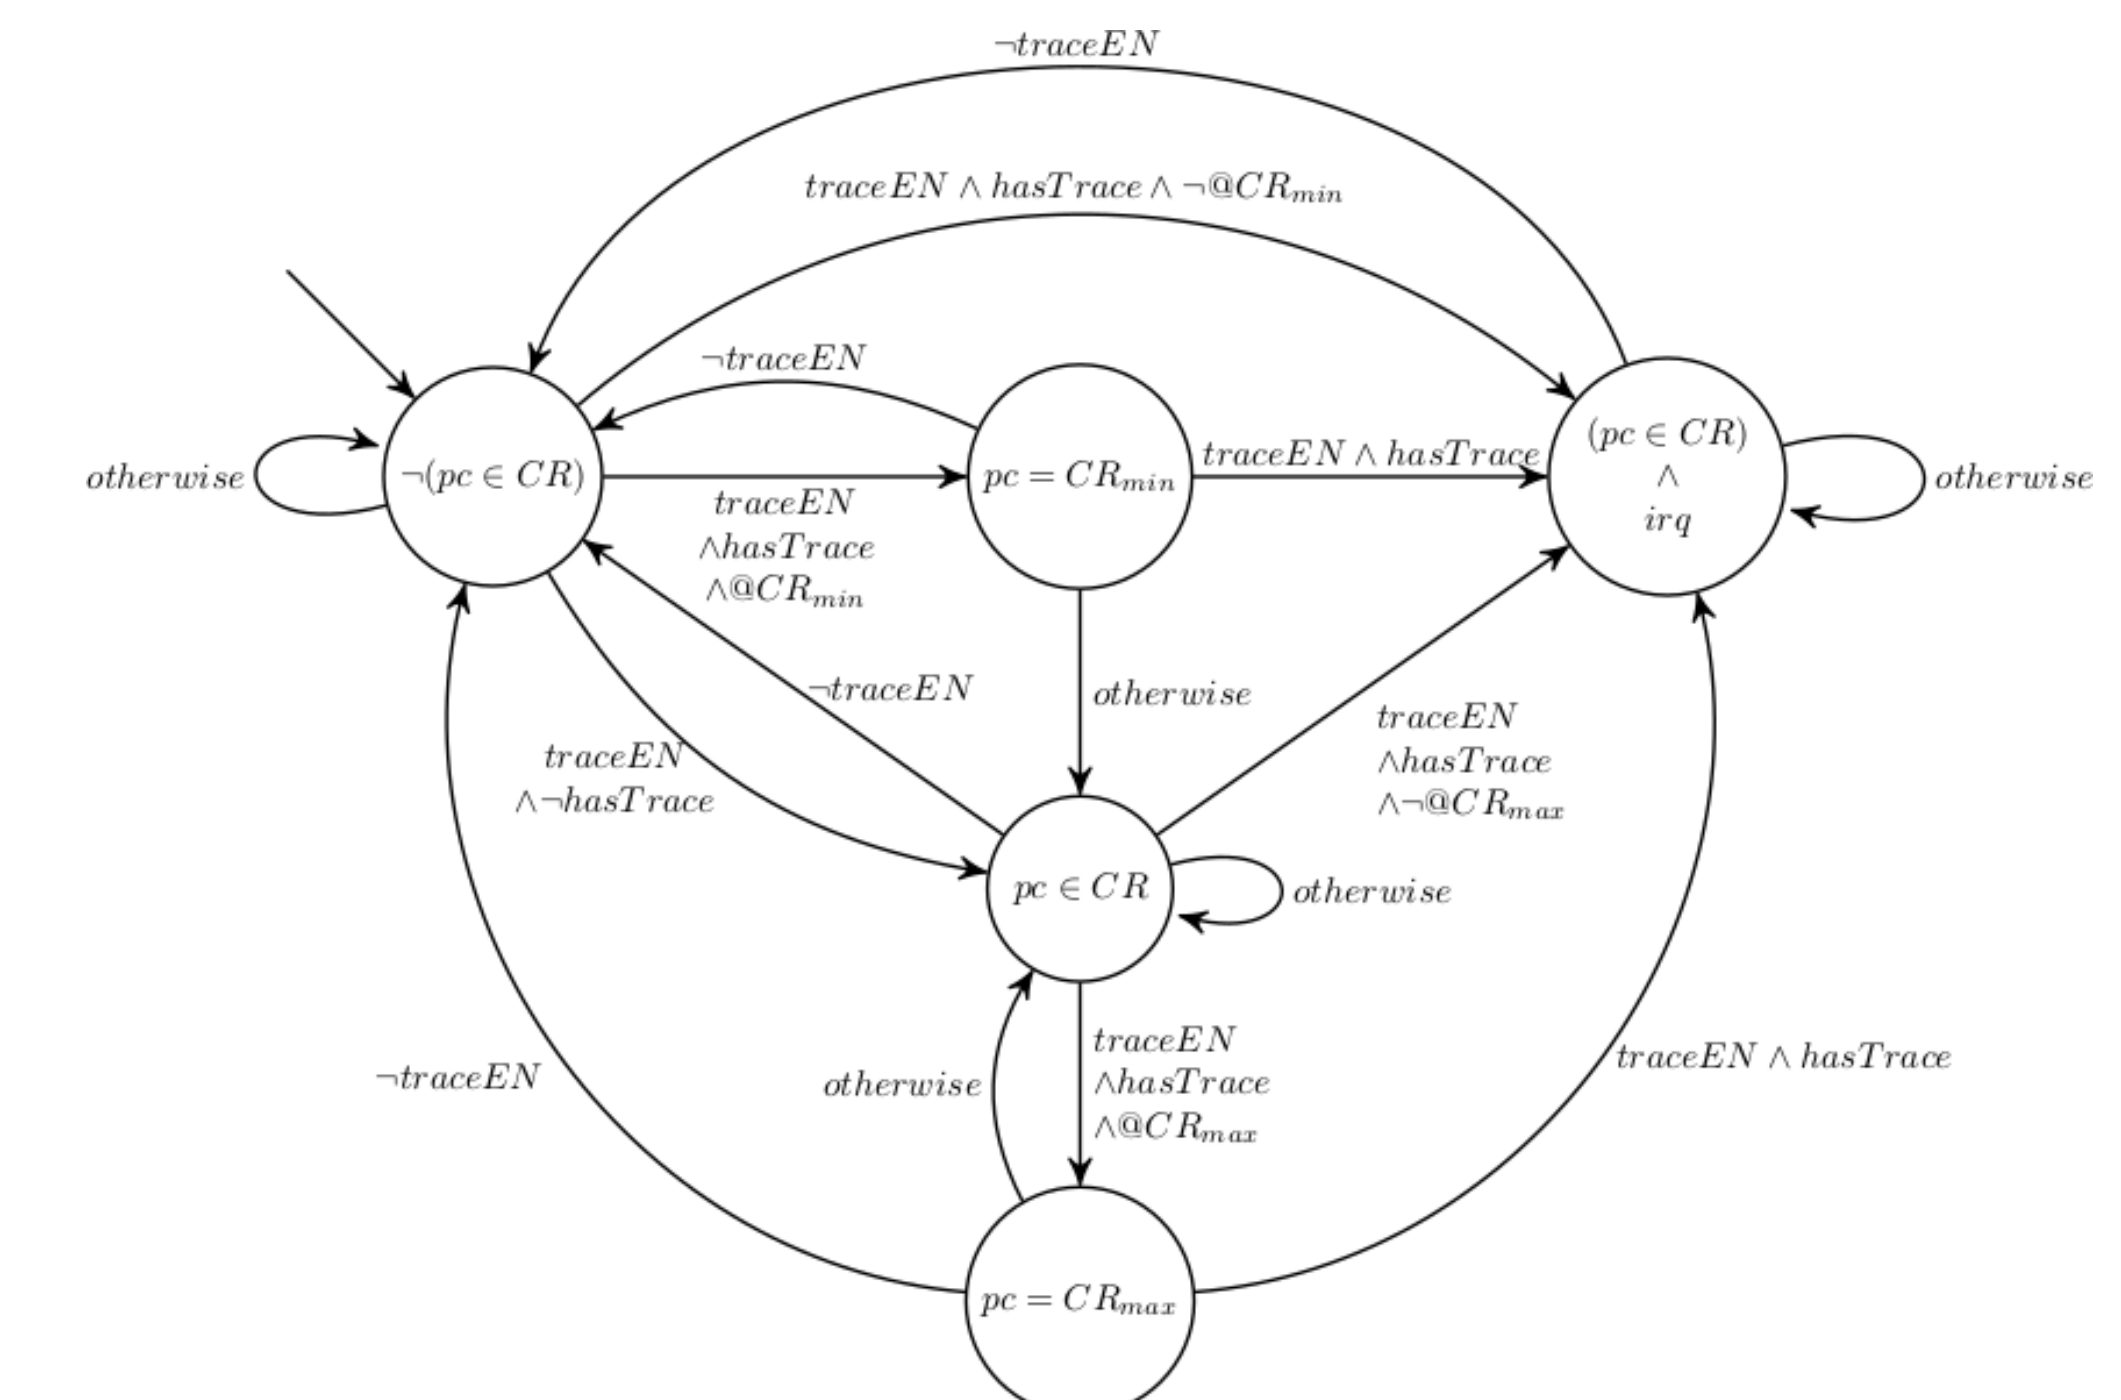 ¬traceEN
traceEN ∧ hasTrace ∧ ¬@CR_min
¬traceEN
otherwise
¬(pc ∈ CR)
traceEN
∧hasTrace
∧@CR_min
pc = CR_min
traceEN ∧ hasTrace
(pc ∈ CR)
∧
irq
otherwise
¬traceEN
otherwise
traceEN
∧¬hasTrace
traceEN
∧hasTrace
∧¬@CR_max
pc ∈ CR
otherwise
¬traceEN
otherwise
traceEN
∧hasTrace
∧@CR_max
traceEN ∧ hasTrace
pc = CR_max